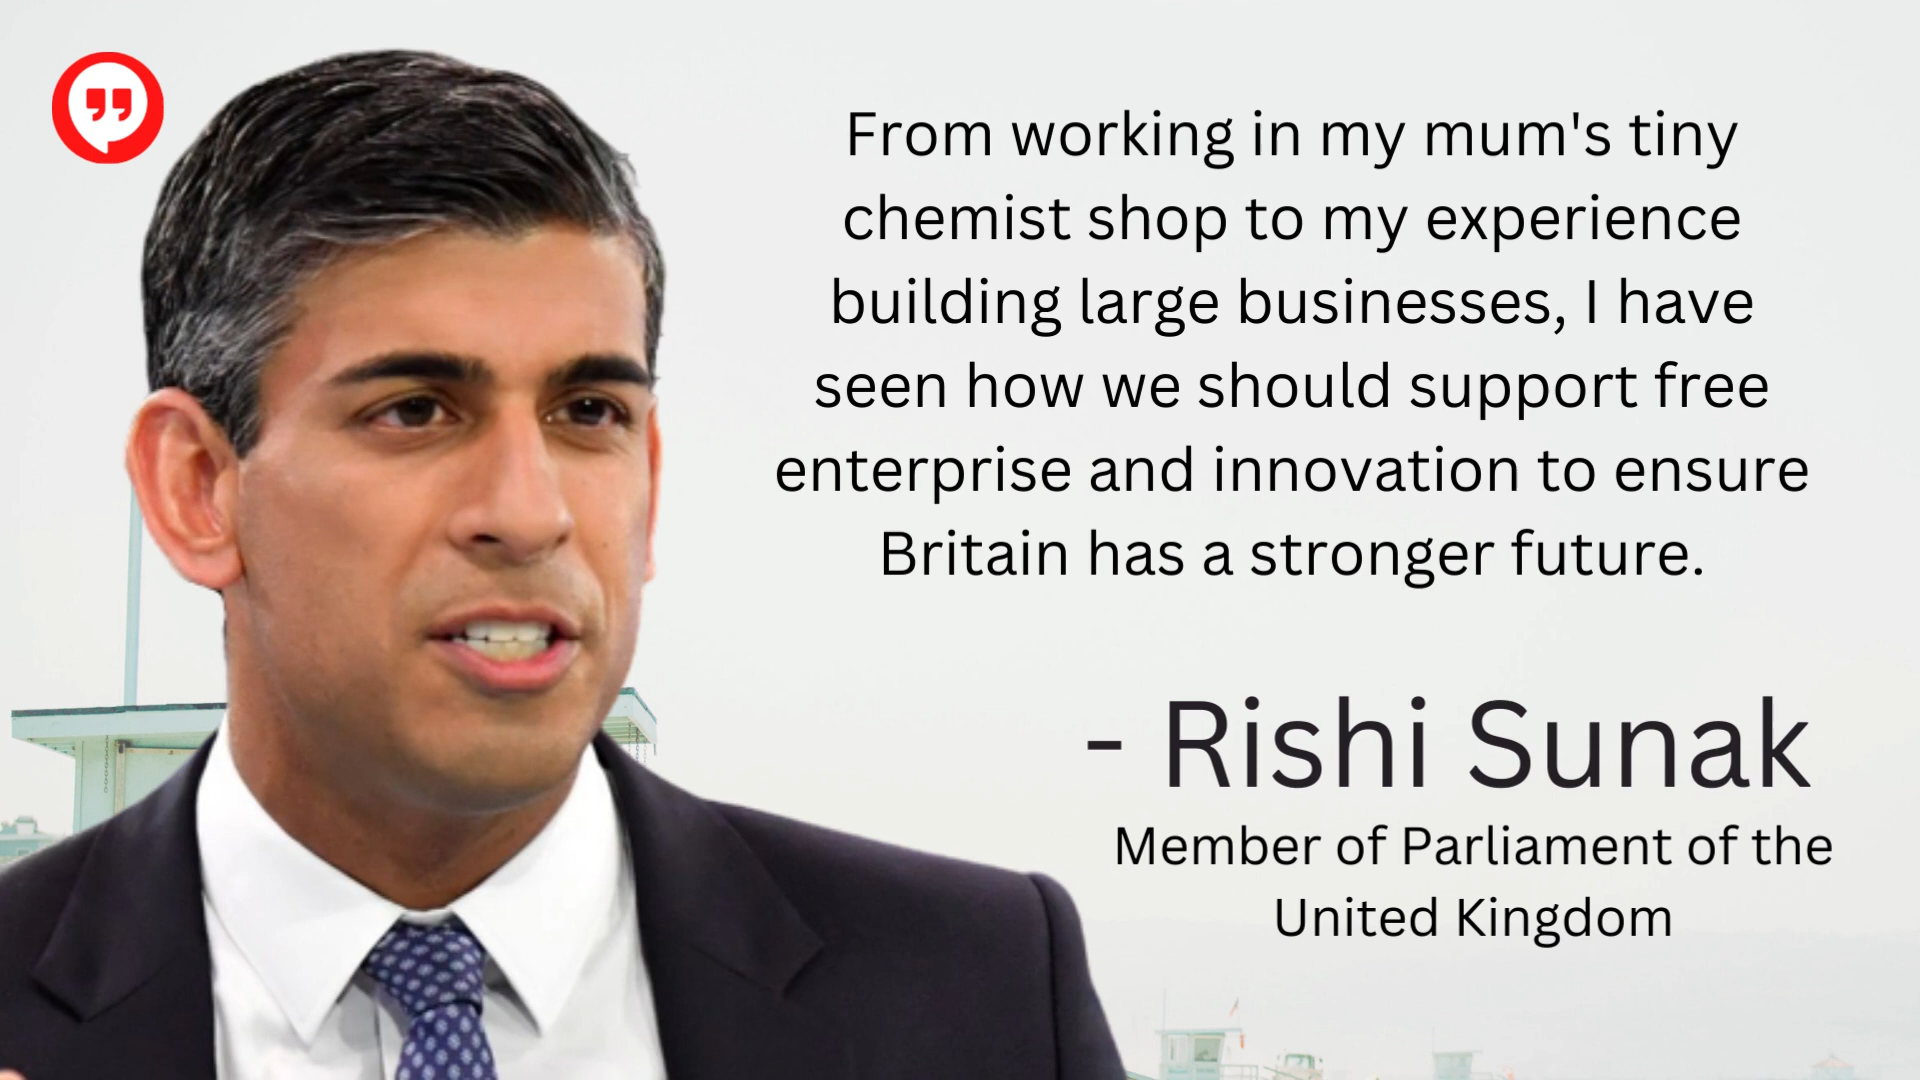 From working in my mum's tiny
chemist shop to my experience
building large businesses, I have
seen how we should support free
enterprise and innovation to ensure
Britain has a stronger future.
- Rishi Sunak
Member of Parliament of the
United Kingdom